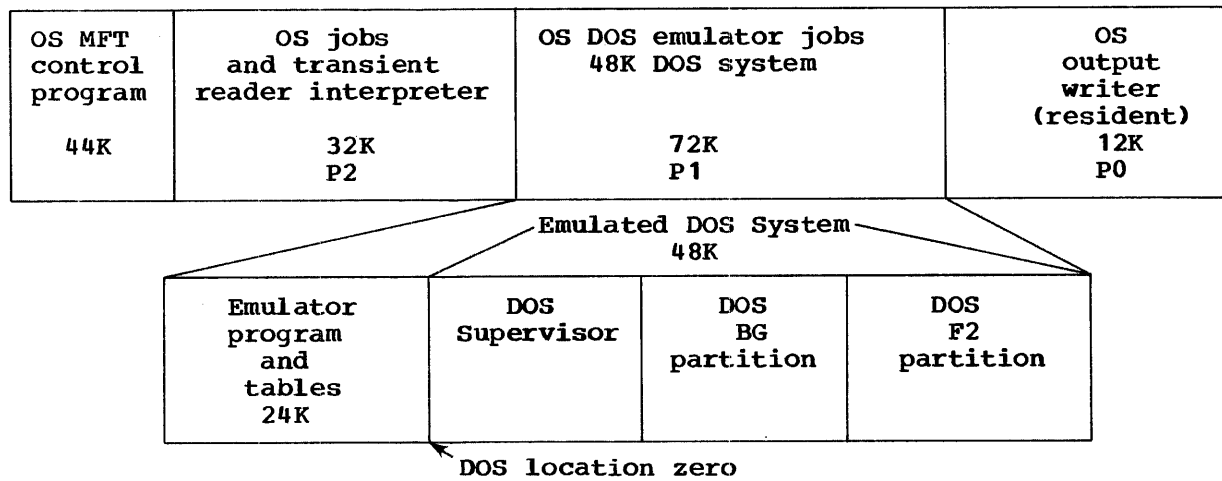 OS MFT
control
program
44K
OS jobs
and transient
reader interpreter
32K
P2
OS DOS emulator jobs
48K DOS system
72K
P1
OS
output
writer
(resident)
12K
P0
Emulated DOS System
48K
Emulator
program
and
tables
24K
DOS
Supervisor
DOS
BG
partition
DOS
F2
partition
DOS location zero